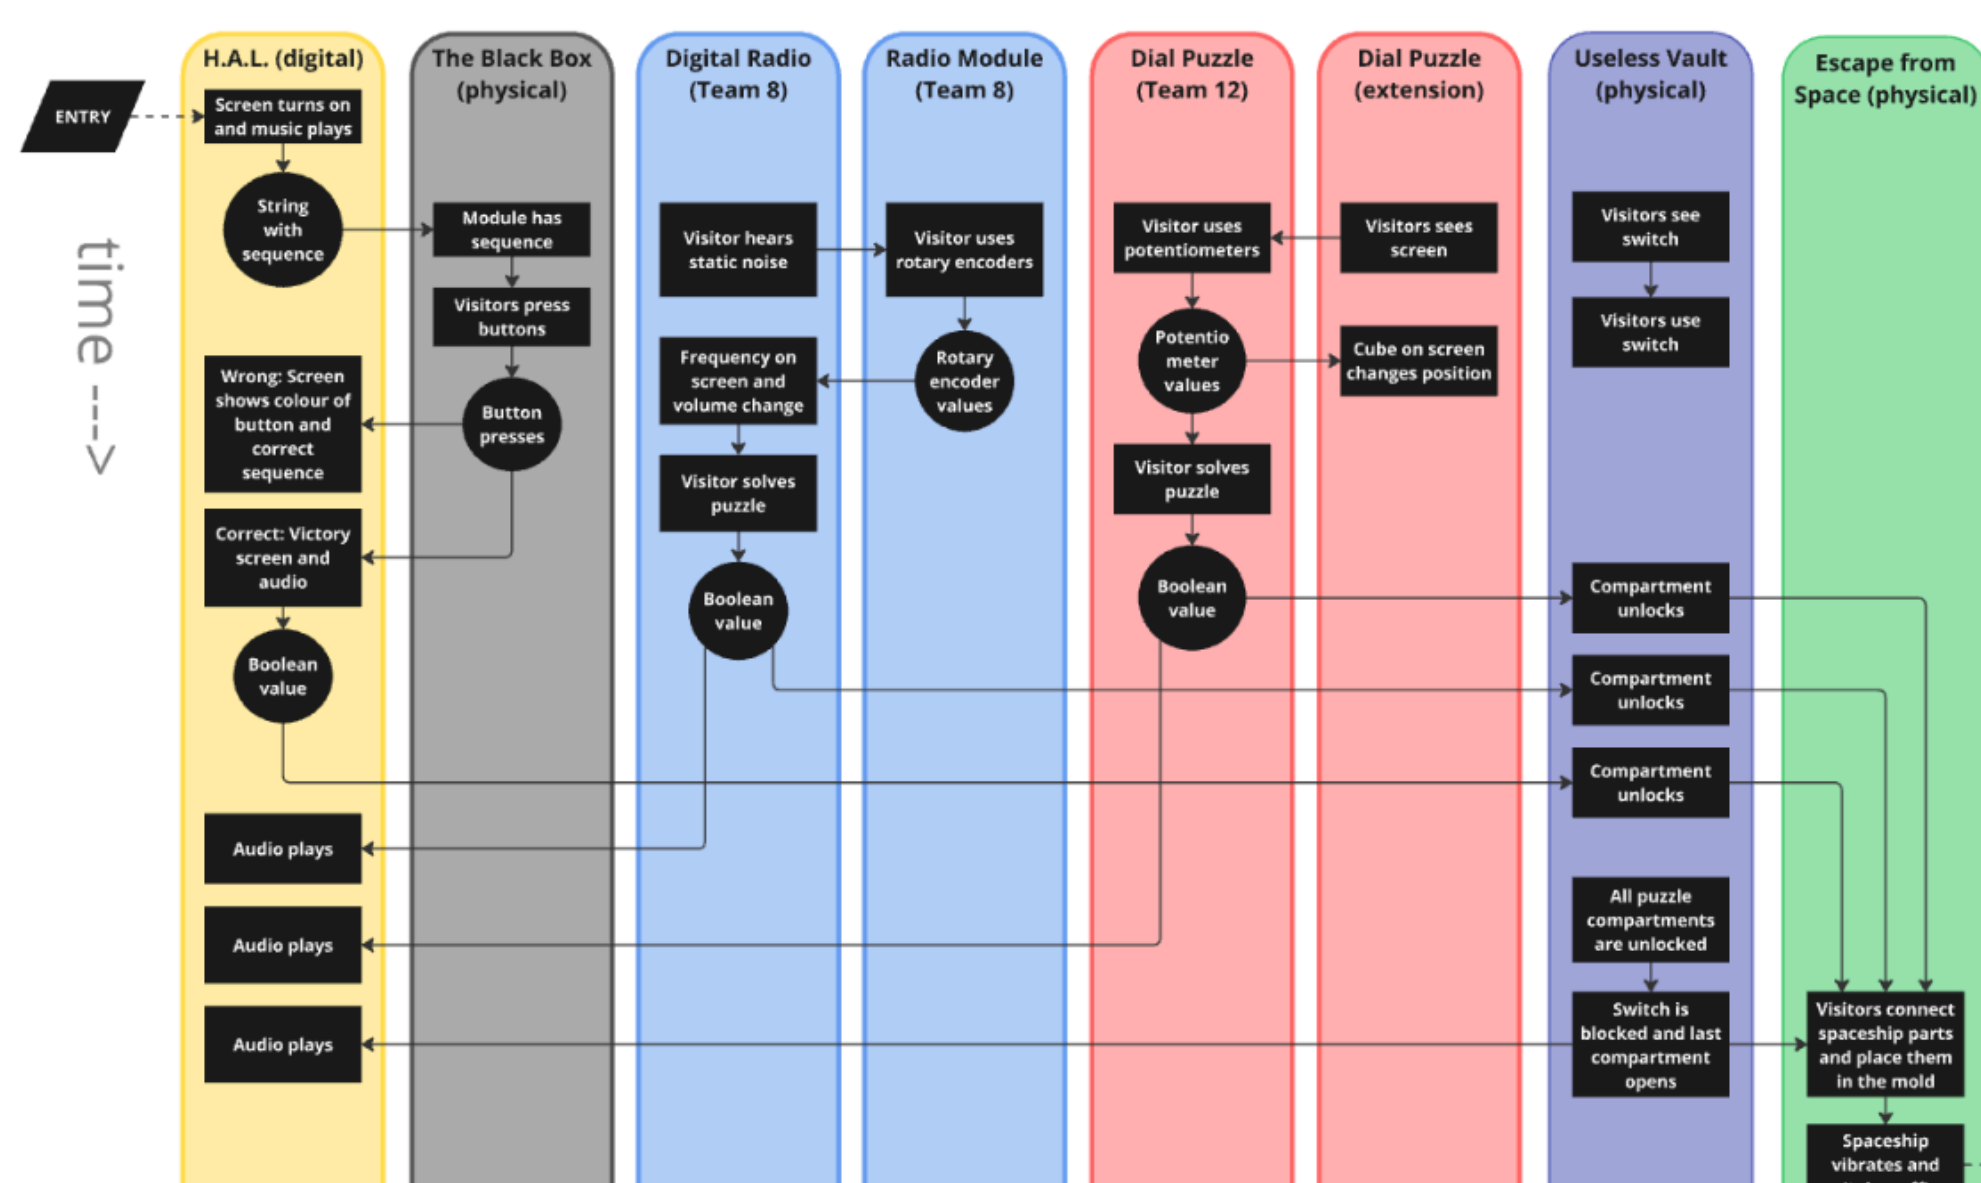 ENTRY
time --->
H.A.L. (digital)
Screen turns on
and music plays
String
with
sequence
Wrong: Screen
shows colour of
button and
correct
sequence
Correct: Victory
screen and
audio
Boolean
value
Audio plays
Audio plays
Audio plays
The Black Box
(physical)
Module has
sequence
Visitors press
buttons
Button
presses
Digital Radio
(Team 8)
Visitor hears
static noise
Frequency on
screen and
volume change
Visitor solves
puzzle
Boolean
value
Radio Module
(Team 8)
Visitor uses
rotary encoders
Rotary
encoder
values
Dial Puzzle
(Team 12)
Visitor uses
potentiometers
Potentio
meter
values
Visitor solves
puzzle
Boolean
value
Dial Puzzle
(extension)
Visitors sees
screen
Cube on screen
changes position
Useless Vault
(physical)
Visitors see
switch
Visitors use
switch
Compartment
unlocks
Compartment
unlocks
Compartment
unlocks
All puzzle
compartments
are unlocked
Switch is
blocked and last
compartment
opens
Escape from
Space (physical)
Visitors connect
spaceship parts
and place them
in the mold
Spaceship
vibrates and